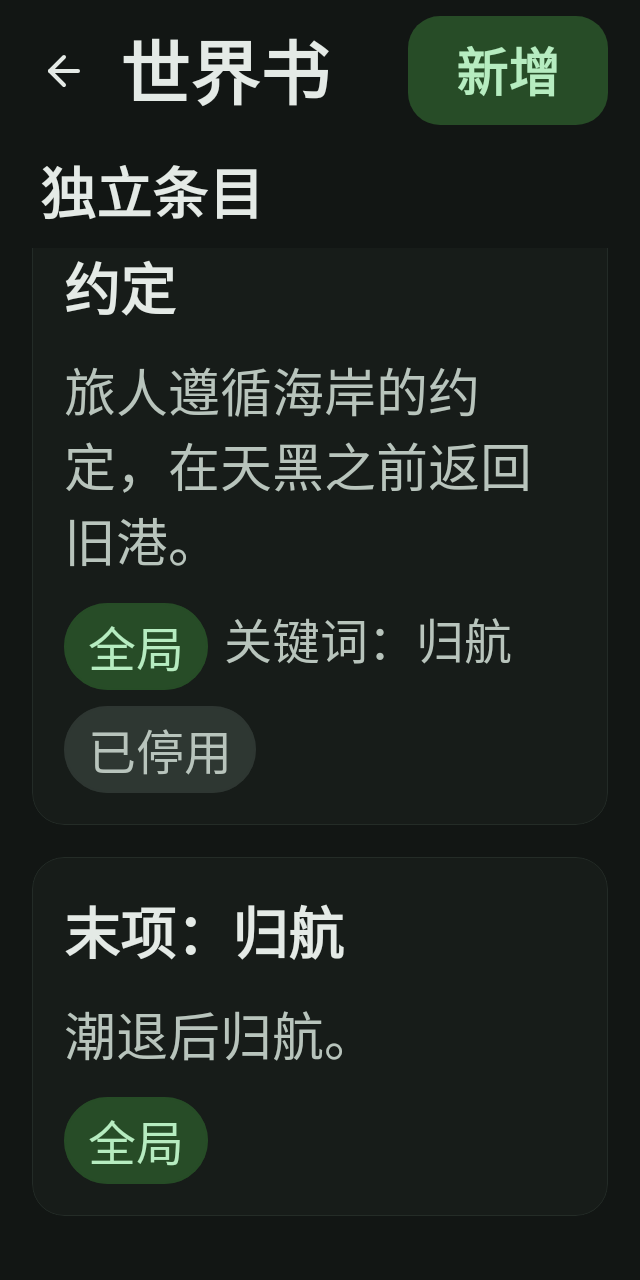 世界书
新增
独立条目
约定
旅人遵循海岸的约
定，在天黑之前返回
旧港。
全局 关键词：归航
已停用
末项：归航
潮退后归航。
全局